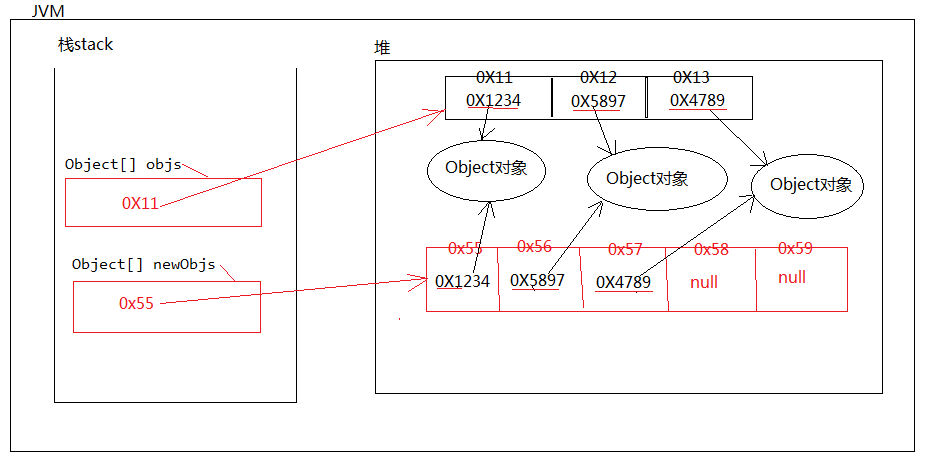 JVM
栈stack
堆
0X11 0X12 0X13
0X1234 0X5897 0X4789
Object[] objs
0X11
Object对象 Object对象 Object对象
Object[] newObjs
0x55
0x55 0x56 0x57 0x58 0x59
0X1234 0X5897 0X4789 null null